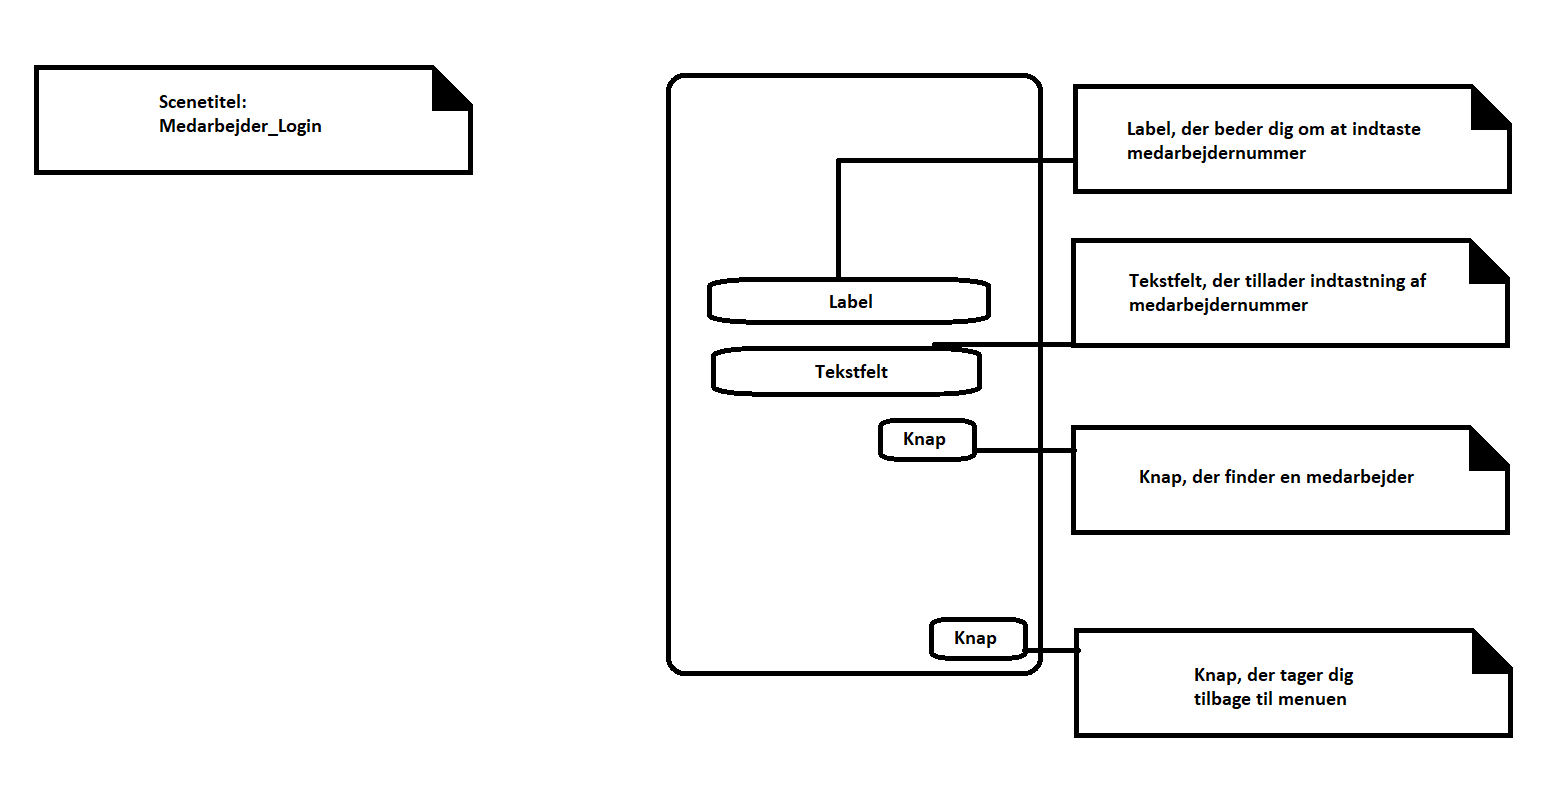 Scenetitel:
Medarbejder_Login
Label, der beder dig om at indtaste
medarbejdernummer
Label
Tekstfelt, der tillader indtastning af
medarbejdernummer
Tekstfelt
Knap
Knap, der finder en medarbejder
Knap
Knap, der tager dig
tilbage til menuen